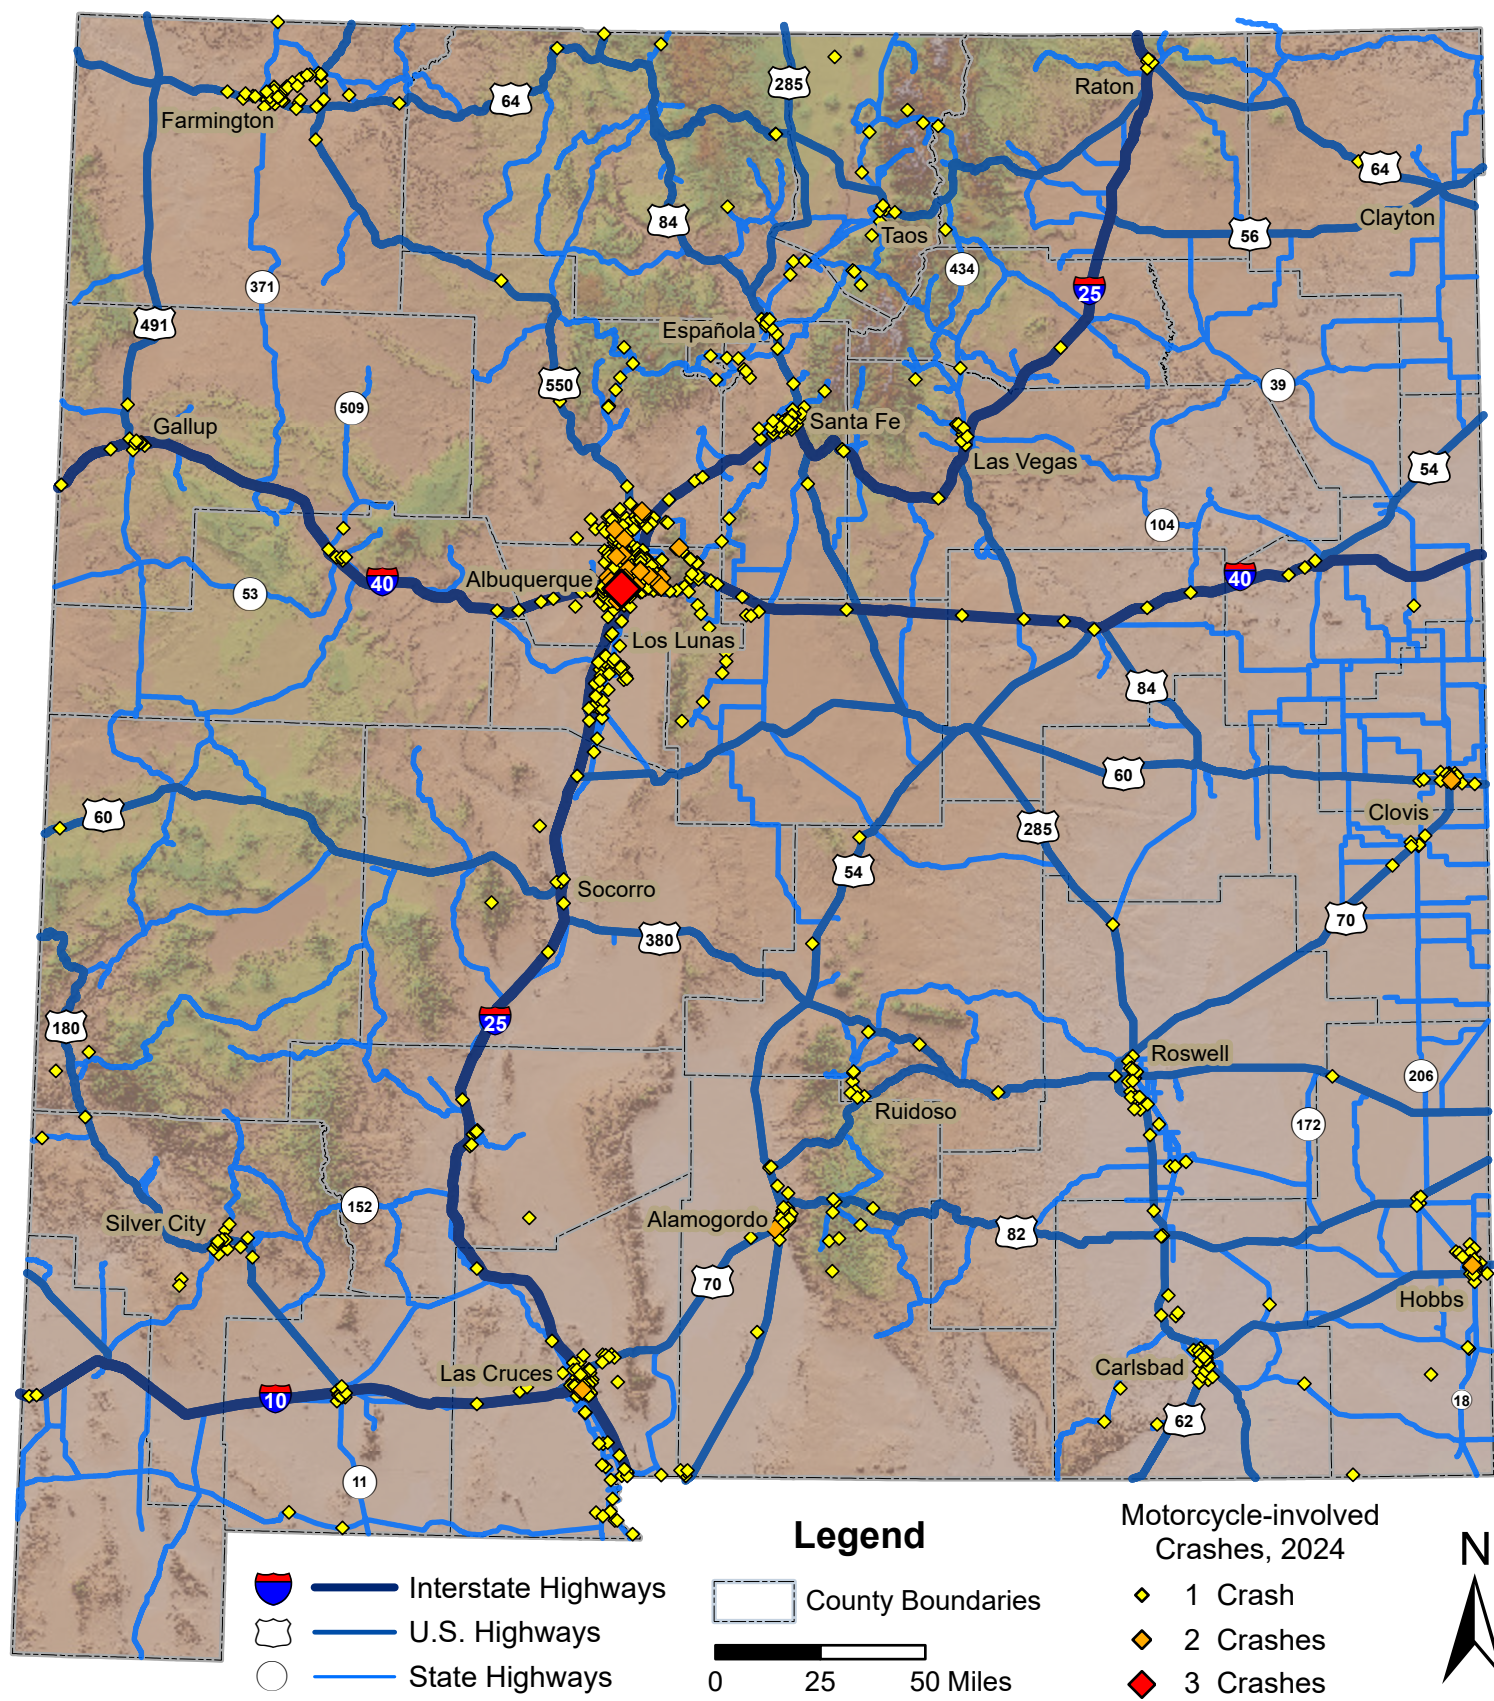 Raton
285
64
Farmington
64
Clayton
84
56
Taos
434
371
25
491
Española
550
39
509
Gallup
Santa Fe
Las Vegas
54
104
Albuquerque
40
40
53
Los Lunas
84
60
60
Clovis
285
54
Socorro
70
380
25
180
Roswell
206
Ruidoso
172
152
Silver City
Alamogordo
82
70
Hobbs
Las Cruces
Carlsbad
10
18
62
11
Legend
Interstate Highways
U.S. Highways
State Highways
County Boundaries
0 25 50 Miles
Motorcycle-involved
Crashes, 2024
1 Crash
2 Crashes
3 Crashes
N